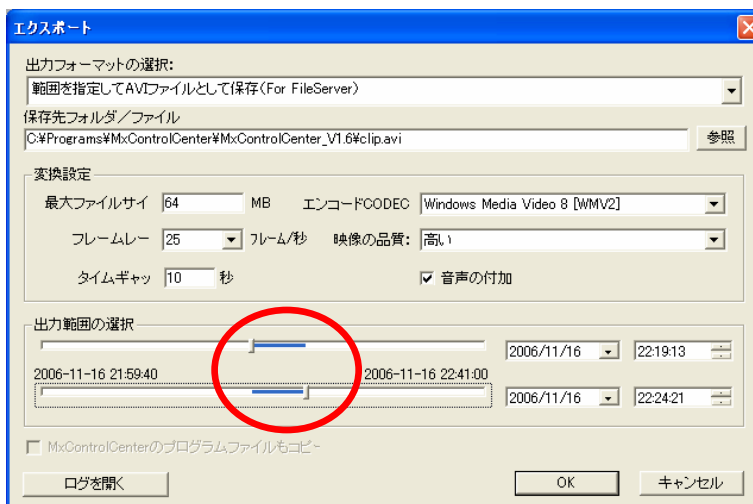 エクスポート
出力フォーマットの選択:
範囲を指定してAVIファイルとして保存(For FileServer)
保存先フォルダ/ファイル
C:¥Programs¥MxControlCenter¥MxControlCenter_V1.6¥clip.avi 参照
変換設定
最大ファイルサイ 64 MB エンコードCODEC Windows Media Video 8 [WMV2]
フレームレー 25 フレーム/秒 映像の品質: 高い
タイムギャッ 10 秒 音声の付加
出力範囲の選択
2006/11/16 22:19:13
2006-11-16 21:59:40 2006-11-16 22:41:00
2006/11/16 22:24:21
MxControlCenterのプログラムファイルもコピー
ログを開く OK キャンセル